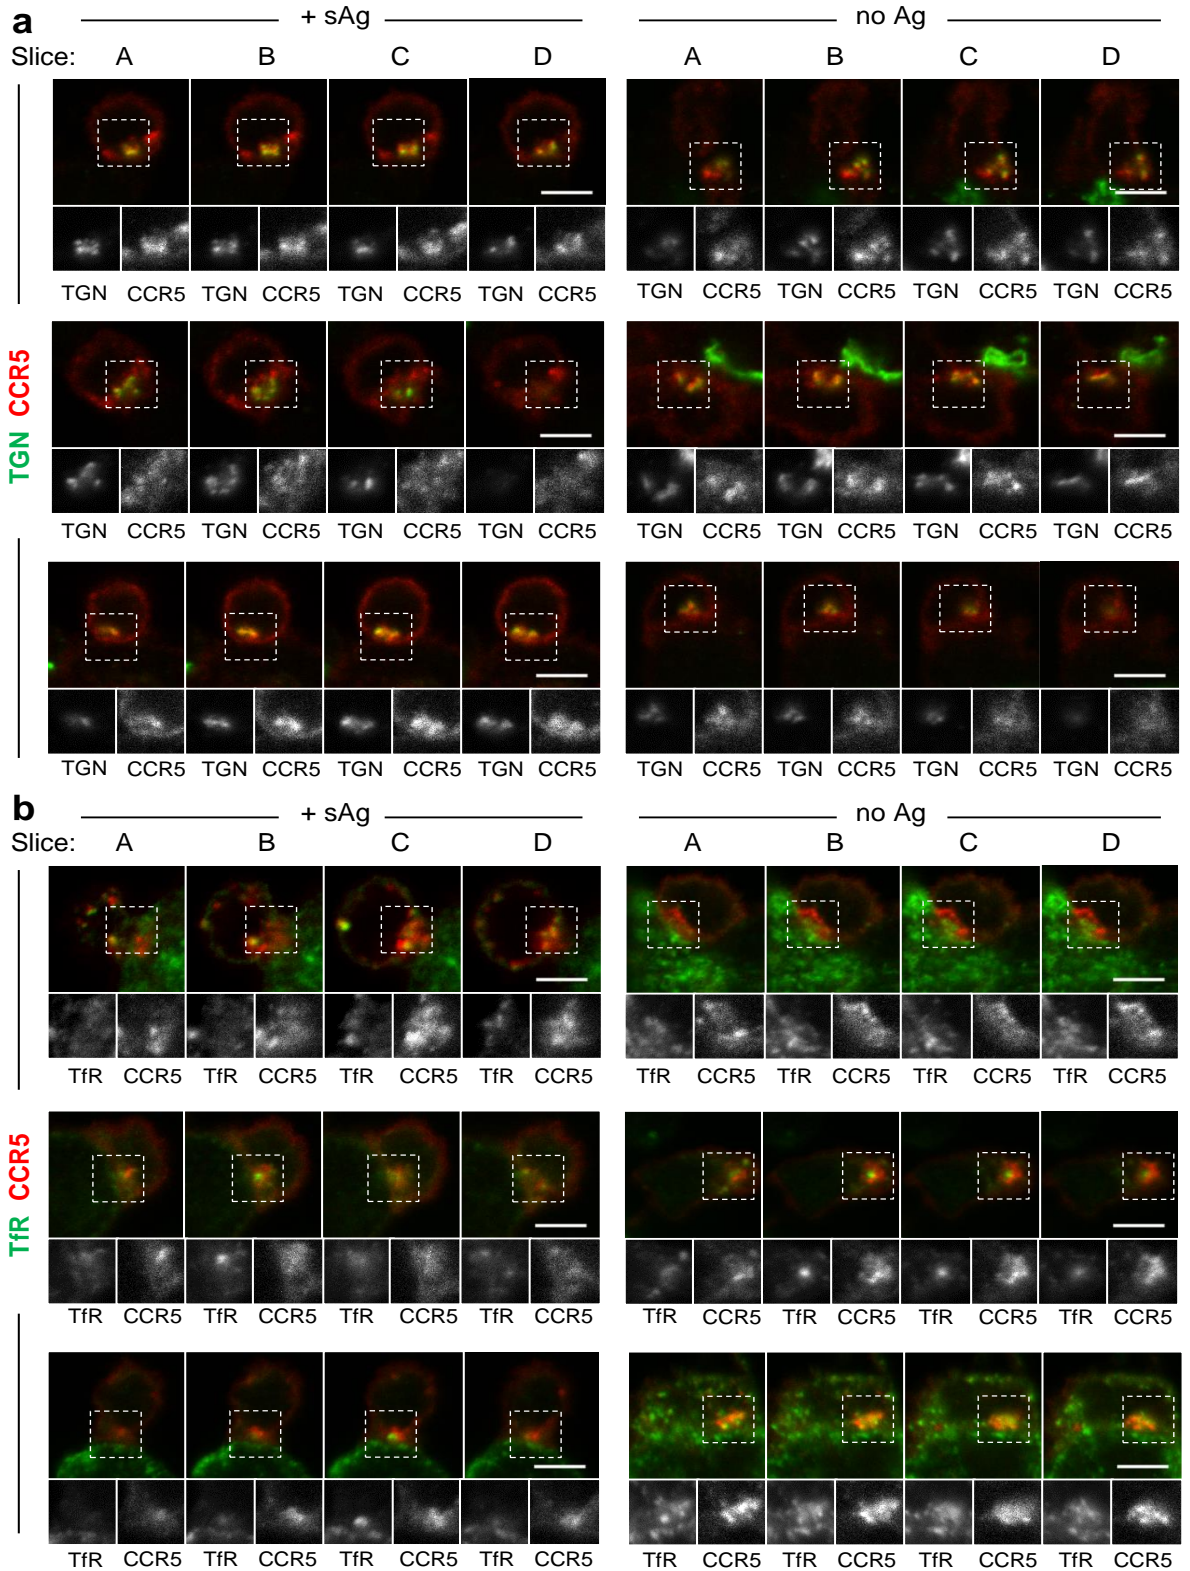 a
+ sAg no Ag
Slice: A B C D A B C D
TGN CCR5 TGN CCR5 TGN CCR5 TGN CCR5 TGN CCR5 TGN CCR5 TGN CCR5 TGN CCR5
TGN CCR5
TGN CCR5 TGN CCR5 TGN CCR5 TGN CCR5 TGN CCR5 TGN CCR5 TGN CCR5 TGN CCR5
TGN CCR5 TGN CCR5 TGN CCR5 TGN CCR5 TGN CCR5 TGN CCR5 TGN CCR5 TGN CCR5
b
+ sAg no Ag
Slice: A B C D A B C D
TfR CCR5 TfR CCR5 TfR CCR5 TfR CCR5 TfR CCR5 TfR CCR5 TfR CCR5 TfR CCR5
TfR CCR5
TfR CCR5 TfR CCR5 TfR CCR5 TfR CCR5 TfR CCR5 TfR CCR5 TfR CCR5 TfR CCR5
TfR CCR5 TfR CCR5 TfR CCR5 TfR CCR5 TfR CCR5 TfR CCR5 TfR CCR5 TfR CCR5